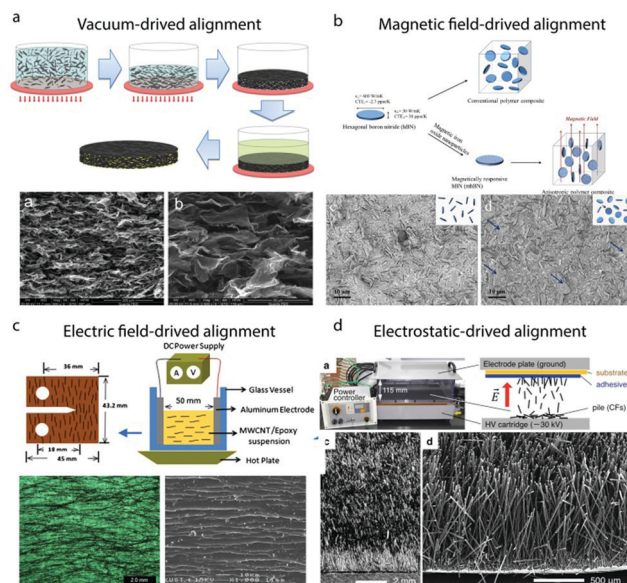 a
Vacuum-drived alignment
a
b
b
Magnetic field-drived alignment
Conventional polymer composite
Hexagonal boron nitride (hBN)
Magnetic iron
oxide nanoparticles
Magnetic Field
Magnetically responsive
hBN (mhBN)
Anisotropic polymer composite
10 μm
d
10 μm
c
Electric field-drived alignment
DC Power Supply
A
V
36 mm
43.2
mm
18 mm
45 mm
50 mm
Glass Vessel
Aluminum Electrode
MWCNT/Epoxy
suspension
Hot Plate
2.0 mm
d
Electrostatic-drived alignment
a
Power
controller
115 mm
Electrode plate (ground)
substrate
adhesive
E
pile (CFs)
HV cartridge (−30 kV)
c
2 mm
d
500 μm